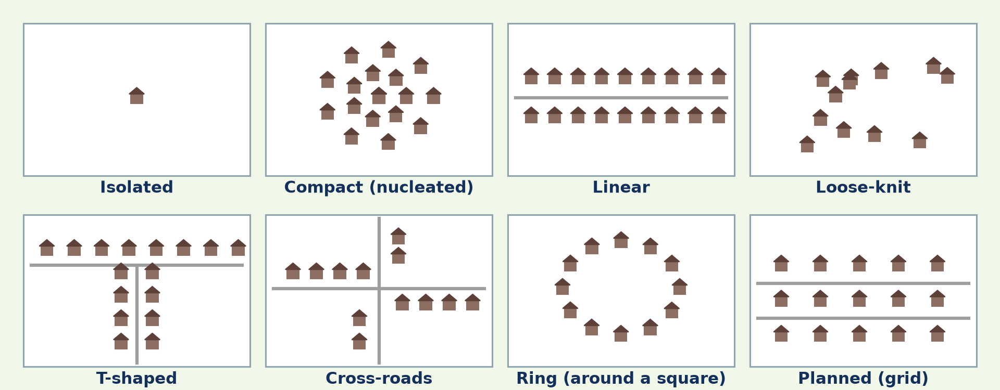 Isolated
Compact (nucleated)
Linear
Loose-knit
T-shaped
Cross-roads
Ring (around a square)
Planned (grid)